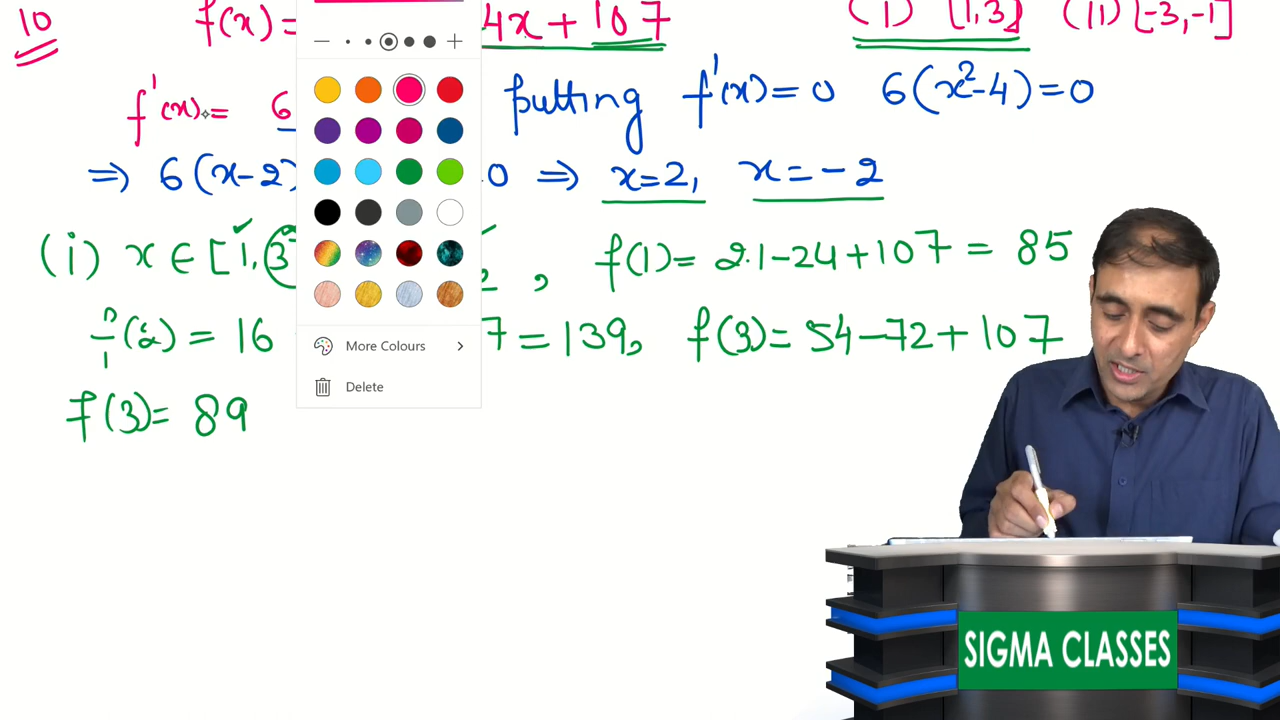 10 f(x)= 4x+107 (i) [1,3] (ii) [-3,-1]
f'(x)= 6 putting f'(x)=0 6(x²-4)=0
⇒ 6(x-2) 0 ⇒ x=2, x=-2
(i) x∈[1,3 , f(1)=2.1-24+107=85
f(2)=16 7=139, f(3)=54-72+107
f(3)=89
More Colours
Delete
SIGMA CLASSES